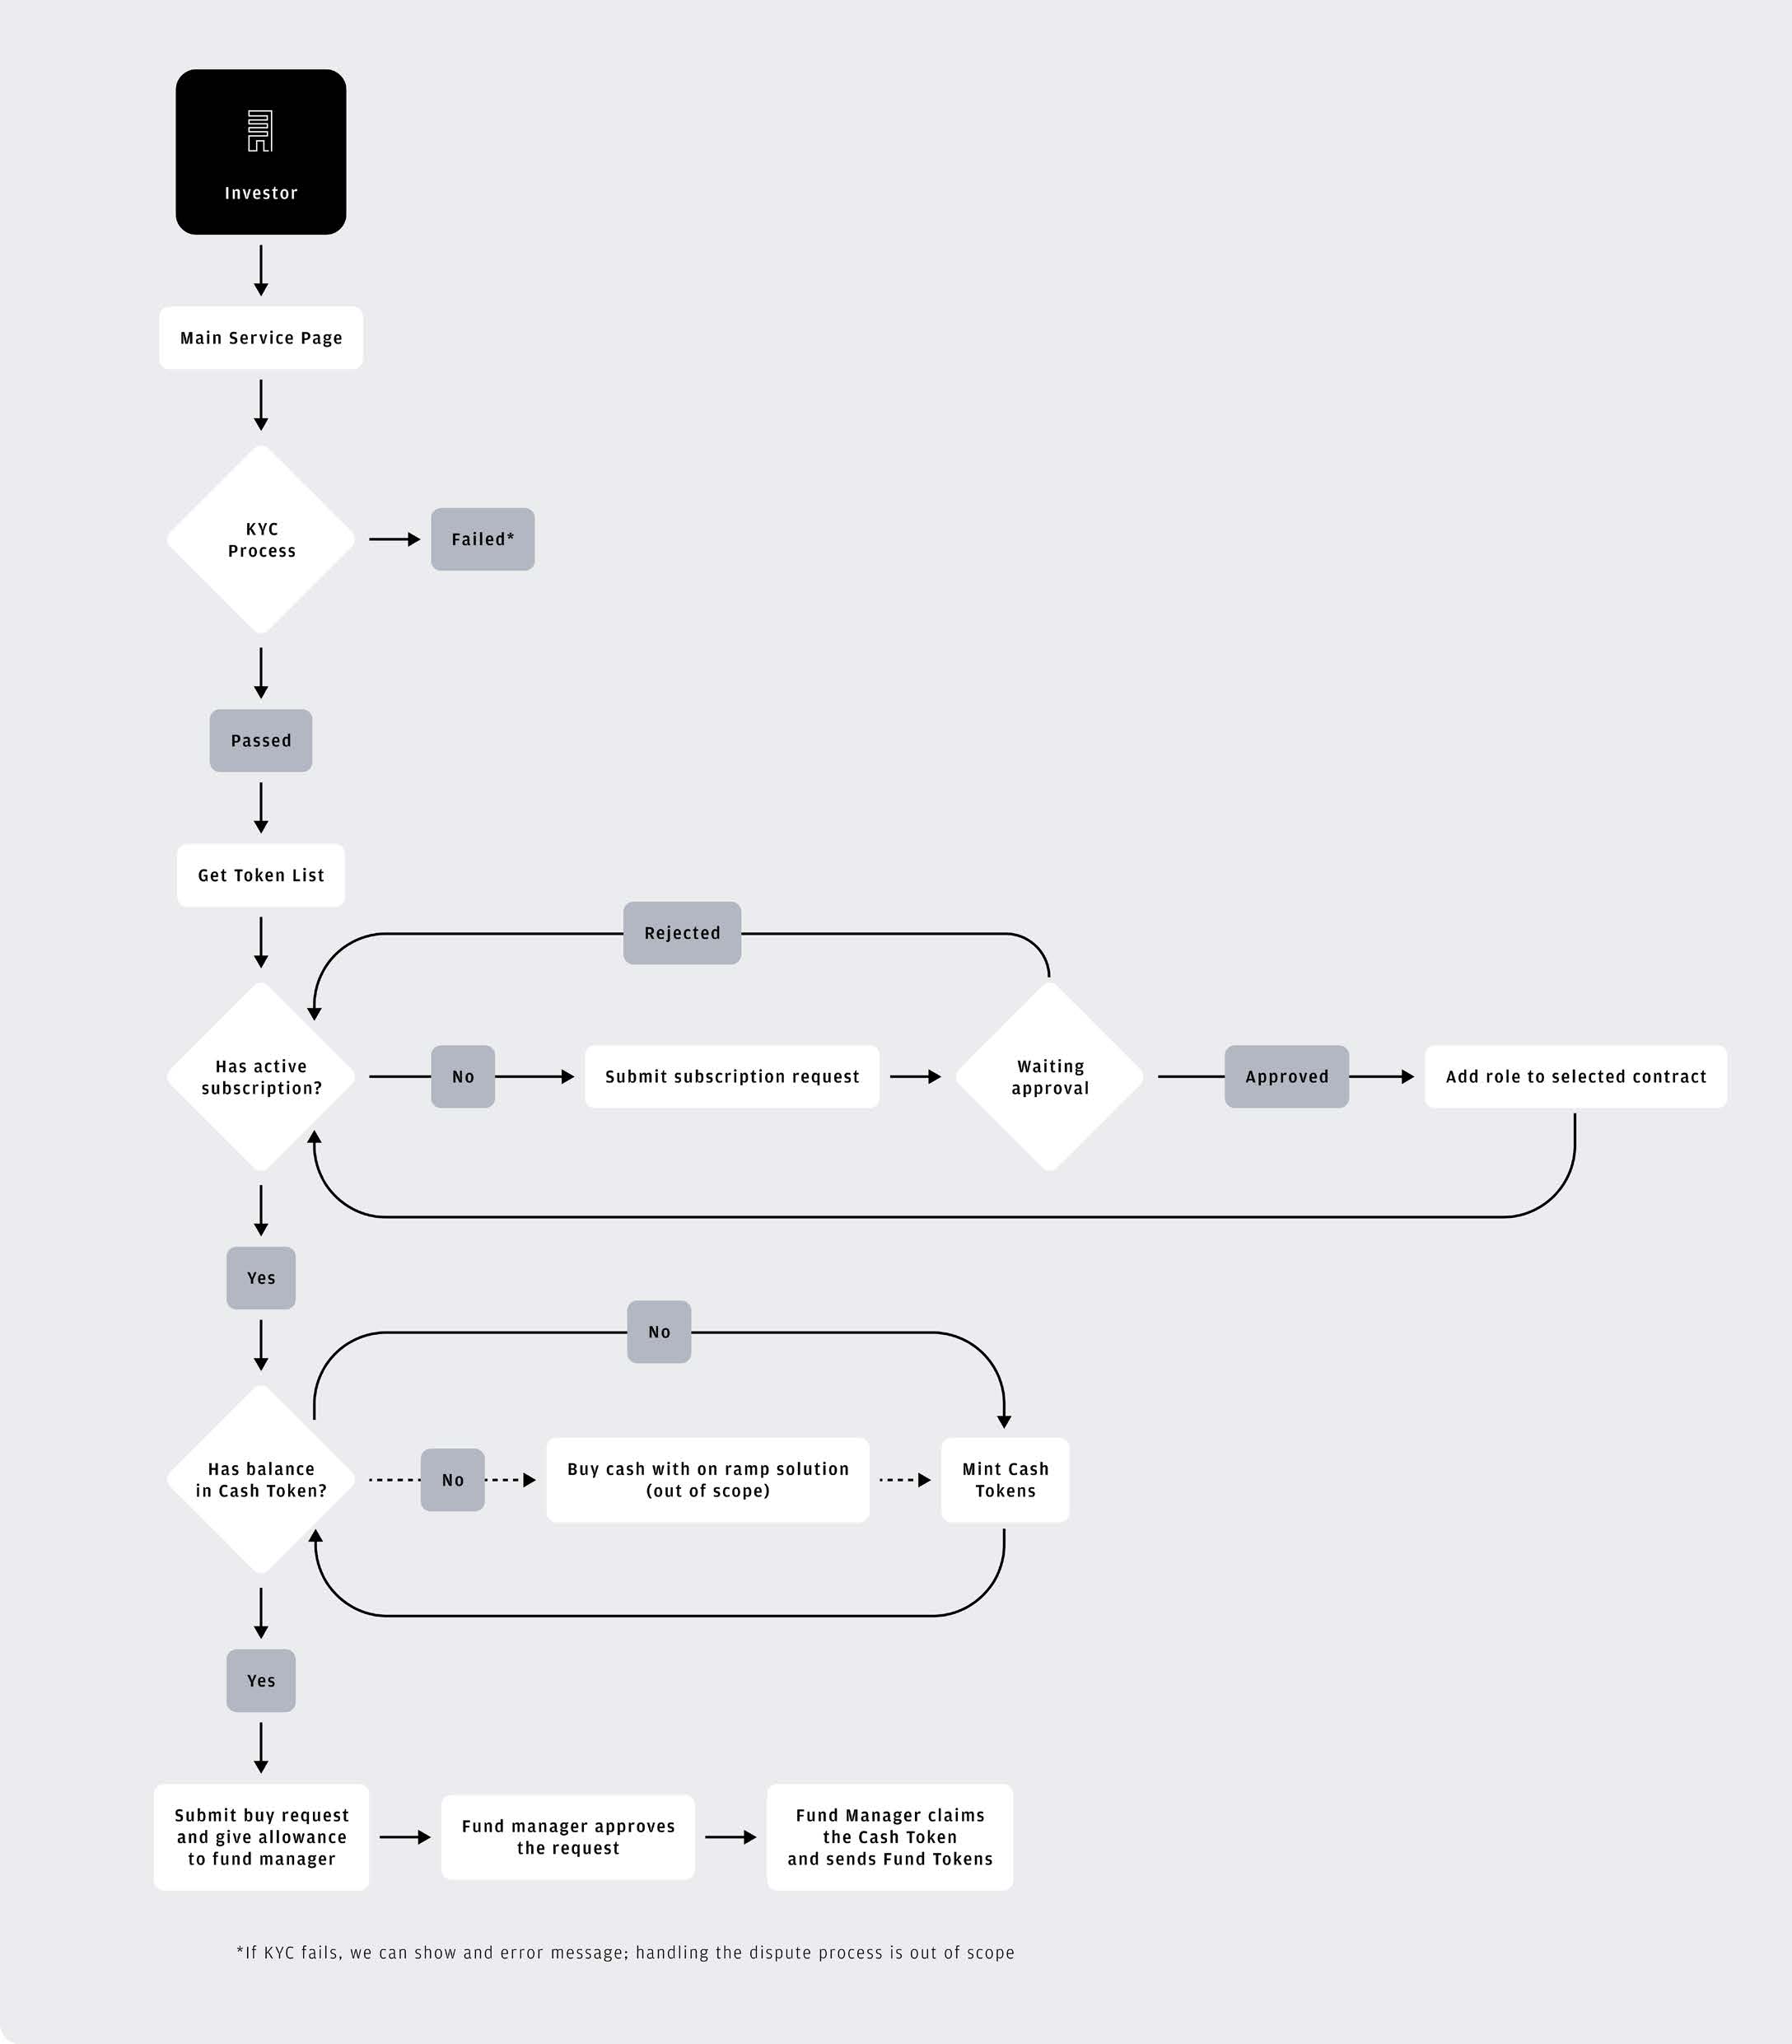 Investor
Main Service Page
KYC
Process
Failed*
Passed
Get Token List
Rejected
Has active
subscription?
No
Submit subscription request
Waiting
approval
Approved
Add role to selected contract
Yes
No
Has balance
in Cash Token?
No
Buy cash with on ramp solution
(out of scope)
Mint Cash
Tokens
Yes
Submit buy request
and give allowance
to fund manager
Fund manager approves
the request
Fund Manager claims
the Cash Token
and sends Fund Tokens
*If KYC fails, we can show and error message; handling the dispute process is out of scope